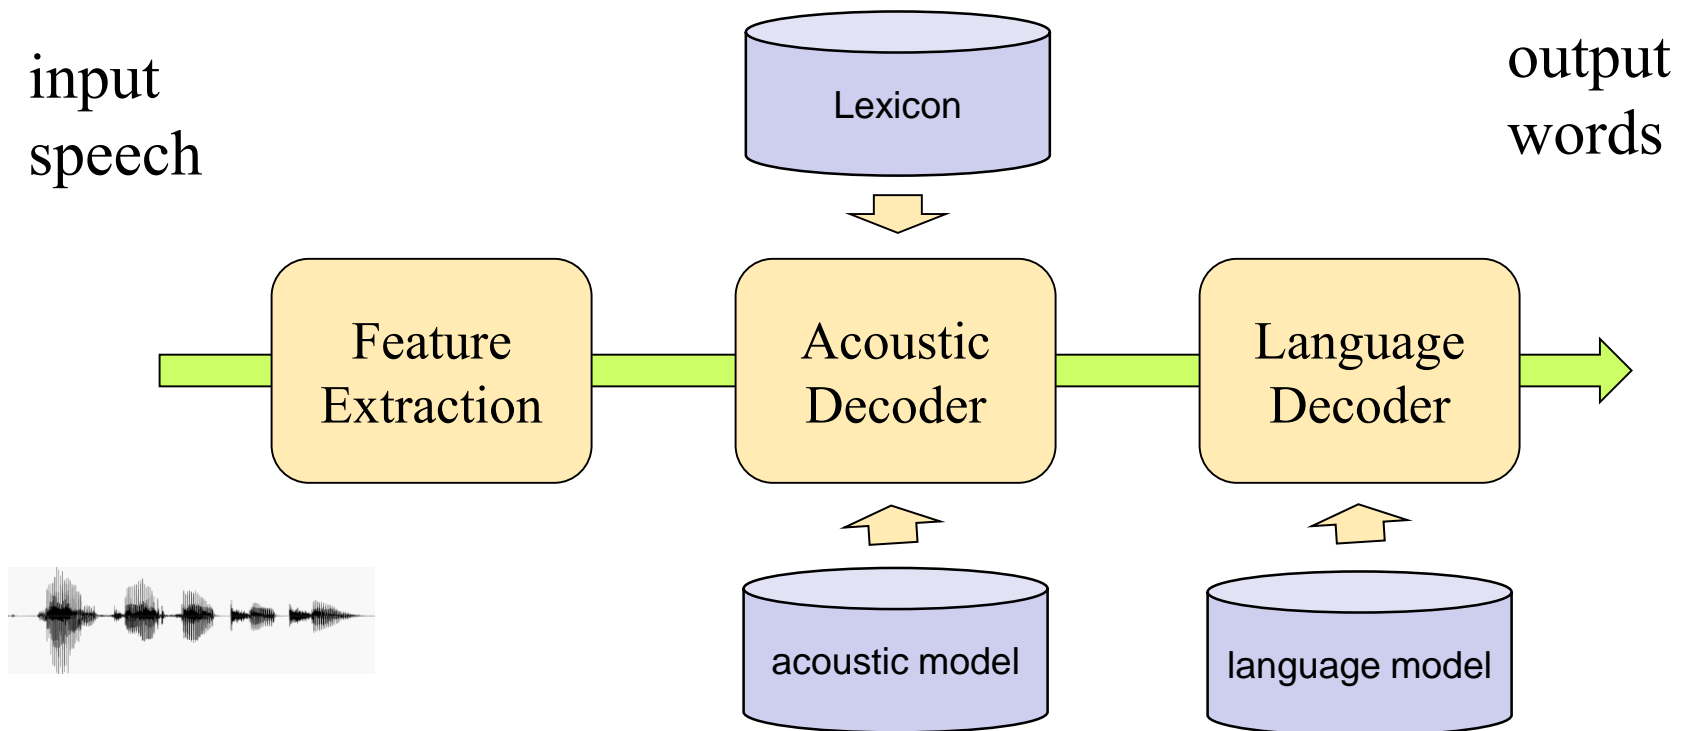 input
speech
Lexicon
output
words
Feature
Extraction
Acoustic
Decoder
Language
Decoder
acoustic model
language model